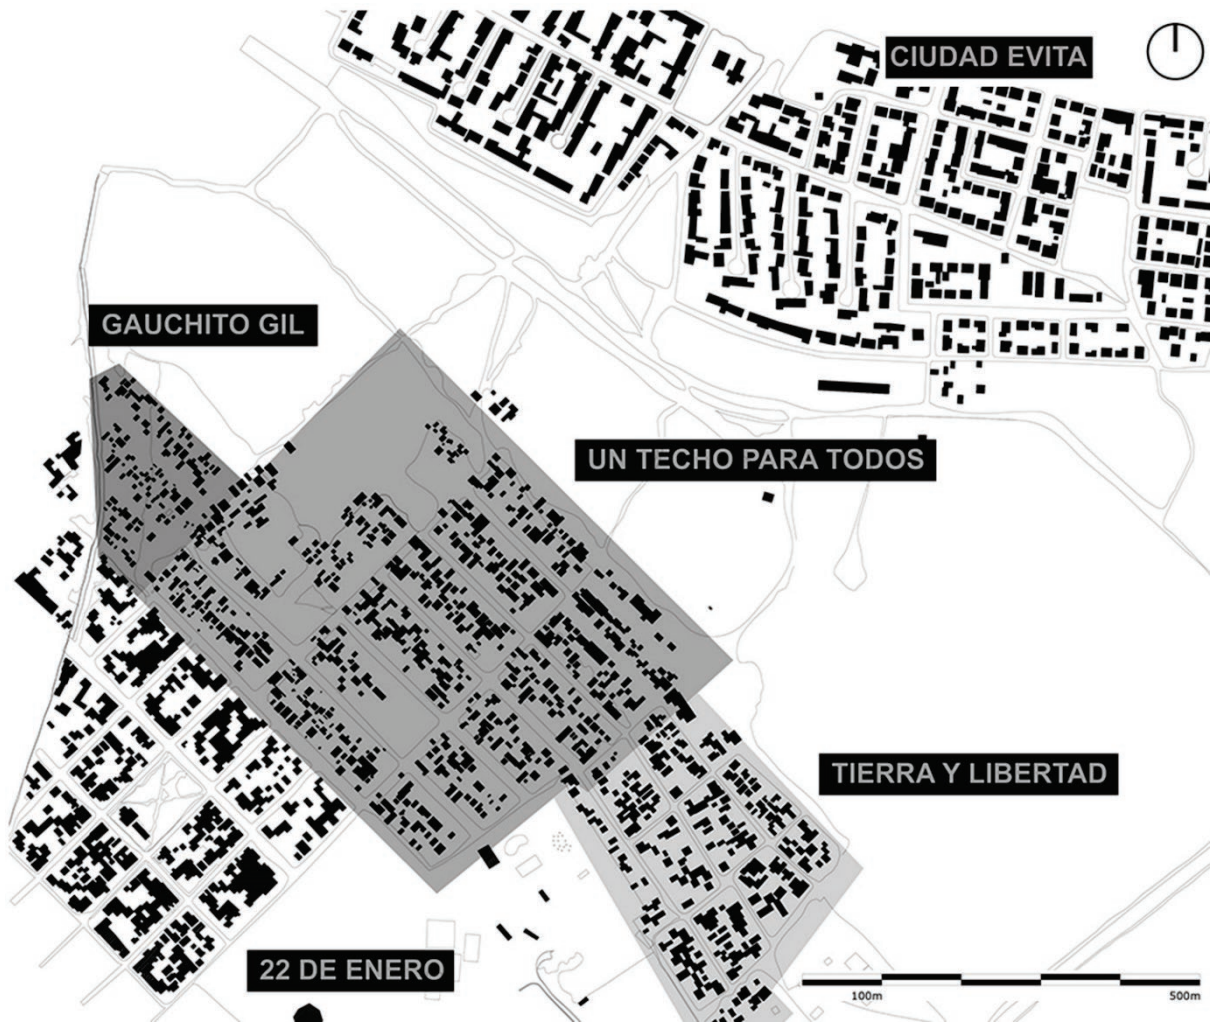 CIUDAD EVITA
GAUCHITO GIL
UN TECHO PARA TODOS
TIERRA Y LIBERTAD
22 DE ENERO
100m
500m